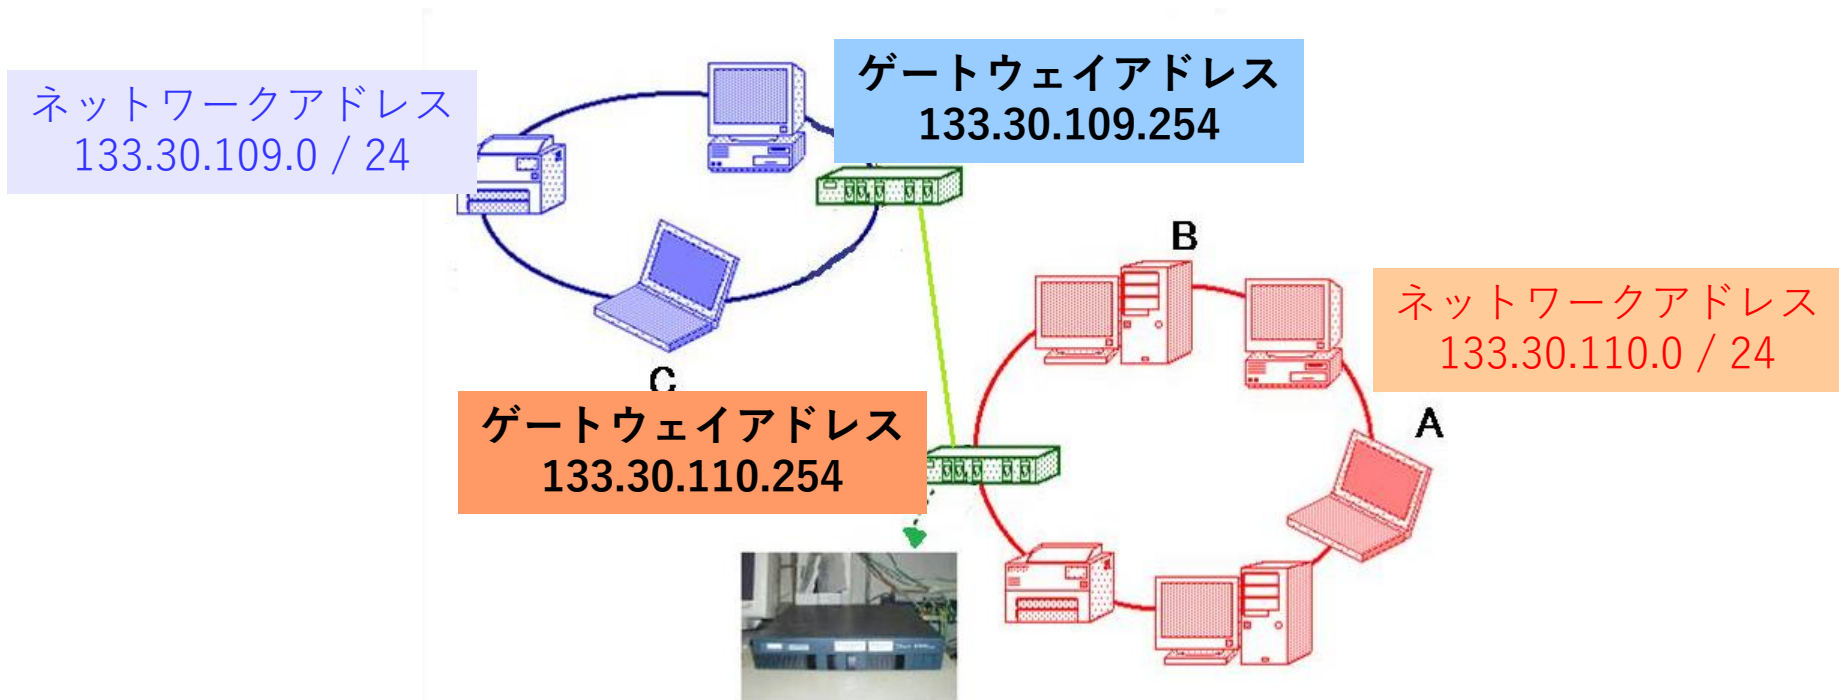 ゲートウェイアドレス
133.30.109.254
ネットワークアドレス
133.30.109.0 / 24
B
ネットワークアドレス
133.30.110.0 / 24
C
ゲートウェイアドレス
133.30.110.254
A